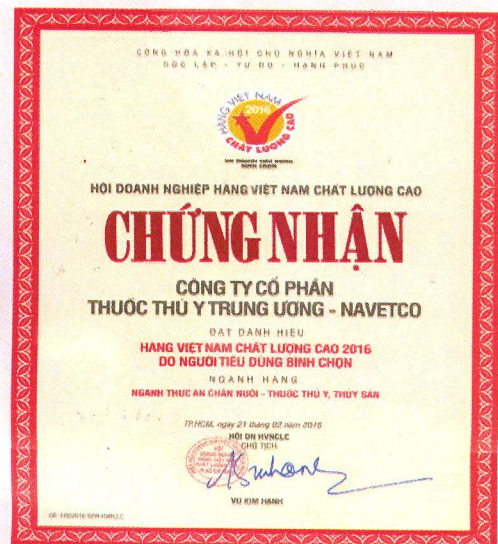 CỘNG HÒA XÃ HỘI CHỦ NGHĨA VIỆT NAM
ĐỘC LẬP - TỰ DO - HẠNH PHÚC
HÀNG VIỆT NAM
2016
CHẤT LƯỢNG CAO
HỘI DOANH NGHIỆP HÀNG VIỆT NAM CHẤT LƯỢNG CAO
CHỨNG NHẬN
CÔNG TY CỔ PHẦN
THUỐC THÚ Y TRUNG ƯƠNG - NAVETCO
ĐẠT DANH HIỆU
HÀNG VIỆT NAM CHẤT LƯỢNG CAO 2016
DO NGƯỜI TIÊU DÙNG BÌNH CHỌN
NGÀNH HÀNG
NGÀNH THỨC ĂN CHĂN NUÔI - THUỐC THÚ Y, THỦY SẢN
TP.HCM, ngày 21 tháng 02 năm 2016
HỘI DN HVNCLC
CHỦ TỊCH
VŨ KIM HẠNH